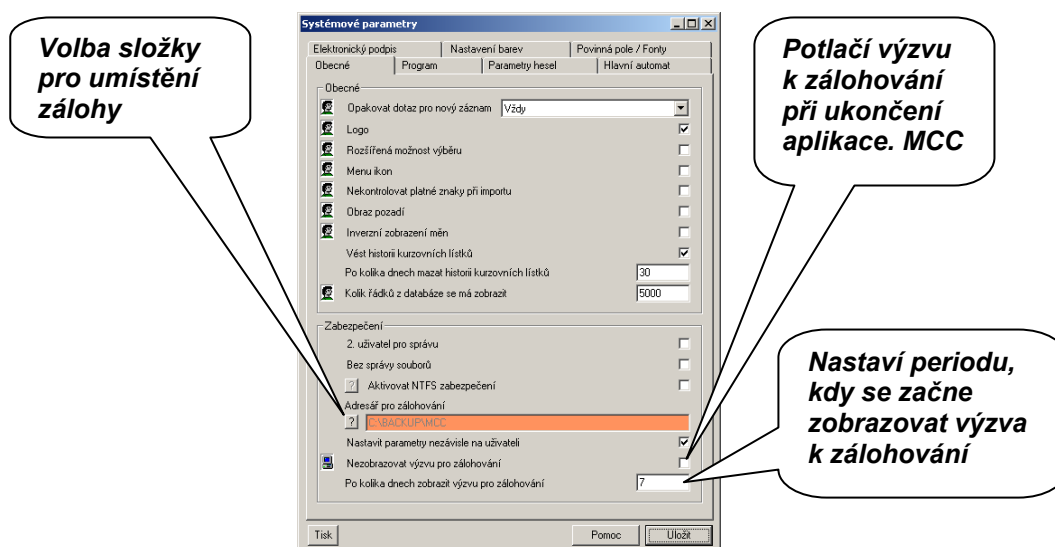 Volba složky
pro umístění
zálohy
Systémové parametry
Elektronický podpis
Nastavení barev
Povinná pole / Fonty
Obecné
Program
Parametry hesel
Hlavní automat
Obecné
Opakovat dotaz pro nový záznam
Vždy
Logo
Rozšířená možnost výběru
Menu ikon
Nekontrolovat platné znaky při importu
Obraz pozadí
Inverzní zobrazení měn
Vést historii kurzovních lístků
Po kolika dnech mazat historii kurzovních lístků
30
Kolik řádků z databáze se má zobrazit
5000
Zabezpečení
2. uživatel pro správu
Bez správy souborů
? Aktivovat NTFS zabezpečení
Adresář pro zálohování
? C:\BACKUP\MCC
Nastavit parametry nezávisle na uživateli
Nezobrazovat výzvu pro zálohování
Po kolika dnech zobrazit výzvu pro zálohování
7
Tisk
Pomoc
Uložit
Potlačí výzvu
k zálohování
při ukončení
aplikace. MCC
Nastaví periodu,
kdy se začne
zobrazovat výzva
k zálohování